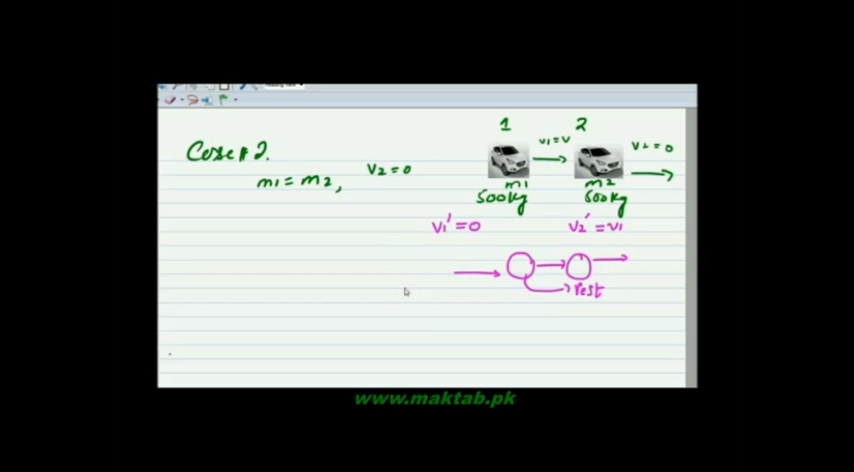 1 2
Case # 2.
v1 = v
v2 = 0
m1 = m2,
v2 = 0
m1
m2
500kg
500kg
v1' = 0
v2' = v1
rest
www.maktab.pk